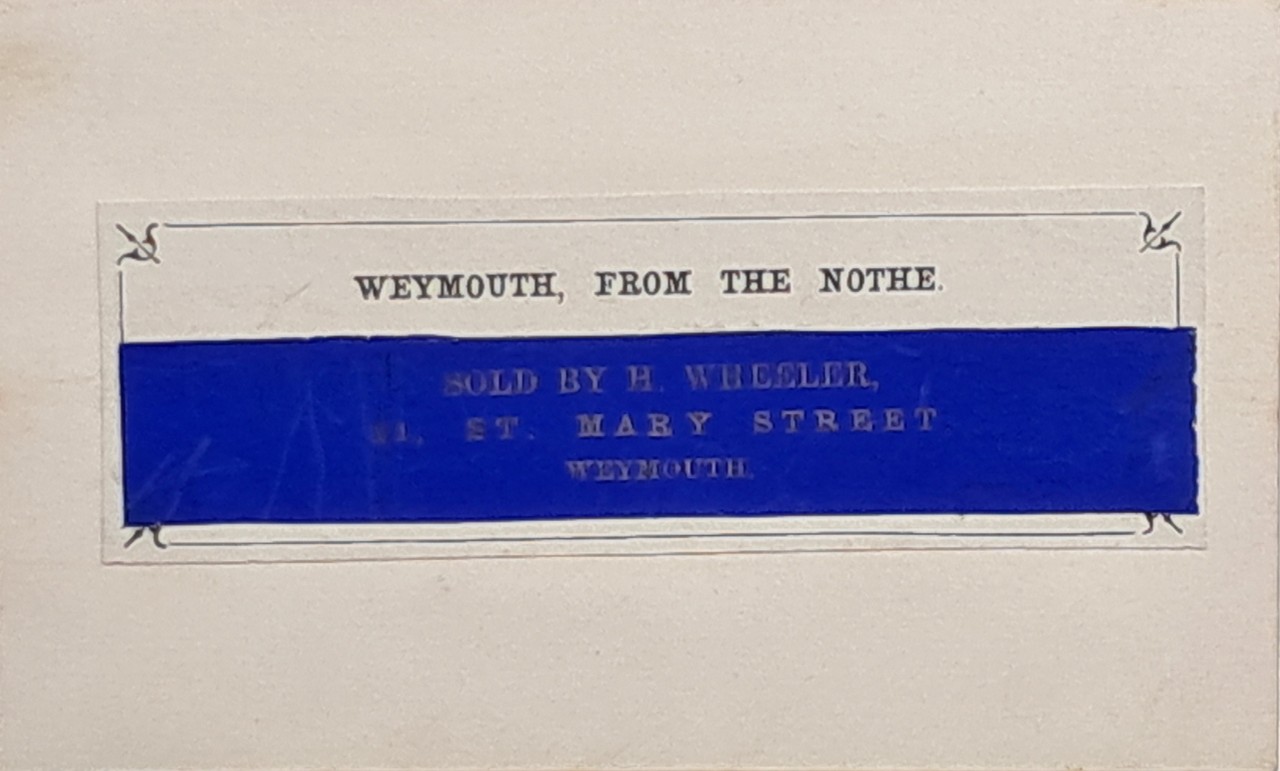 WEYMOUTH, FROM THE NOTHE.
SOLD BY H. WHEELER,
ST. MARY STREET
WEYMOUTH.